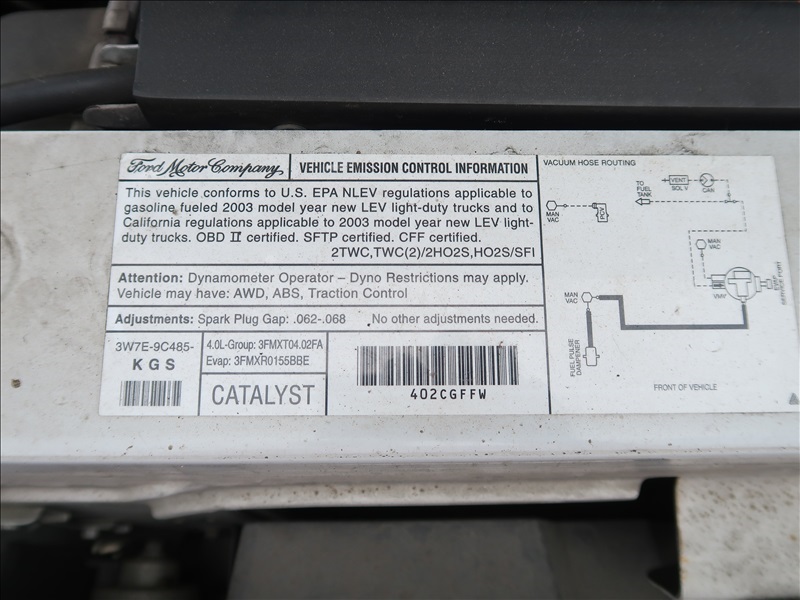 Ford Motor Company
VEHICLE EMISSION CONTROL INFORMATION
This vehicle conforms to U.S. EPA NLEV regulations applicable to
gasoline fueled 2003 model year new LEV light-duty trucks and to
California regulations applicable to 2003 model year new LEV light-
duty trucks. OBD II certified. SFTP certified. CFF certified.
2TWC,TWC(2)/2HO2S,HO2S/SFI
Attention: Dynamometer Operator – Dyno Restrictions may apply.
Vehicle may have: AWD, ABS, Traction Control
Adjustments: Spark Plug Gap: .062-.068 No other adjustments needed.
3W7E-9C485-
KGS
4.0L-Group: 3FMXT04.02FA
Evap: 3FMXR0155BBE
CATALYST
402CGFFW
VACUUM HOSE ROUTING
TO
FUEL
TANK
VENT
SOL V
CAN
MAN
VAC
PCV
MAN
VAC
VMV
EVAP
SERVICE PORT
MAN
VAC
FUEL PULSE
DAMPENER
FRONT OF VEHICLE